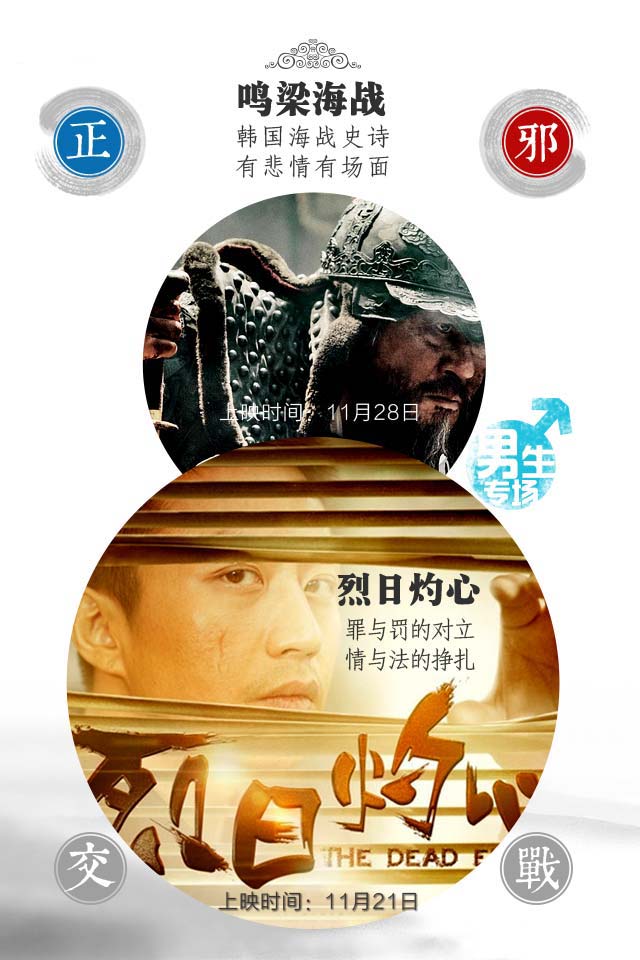 正
鸣梁海战
邪
韩国海战史诗
有悲情有场面
上映时间：11月28日
男生
专场
烈日灼心
罪与罚的对立
情与法的挣扎
烈日灼心
THE DEAD E
交
戰
上映时间：11月21日